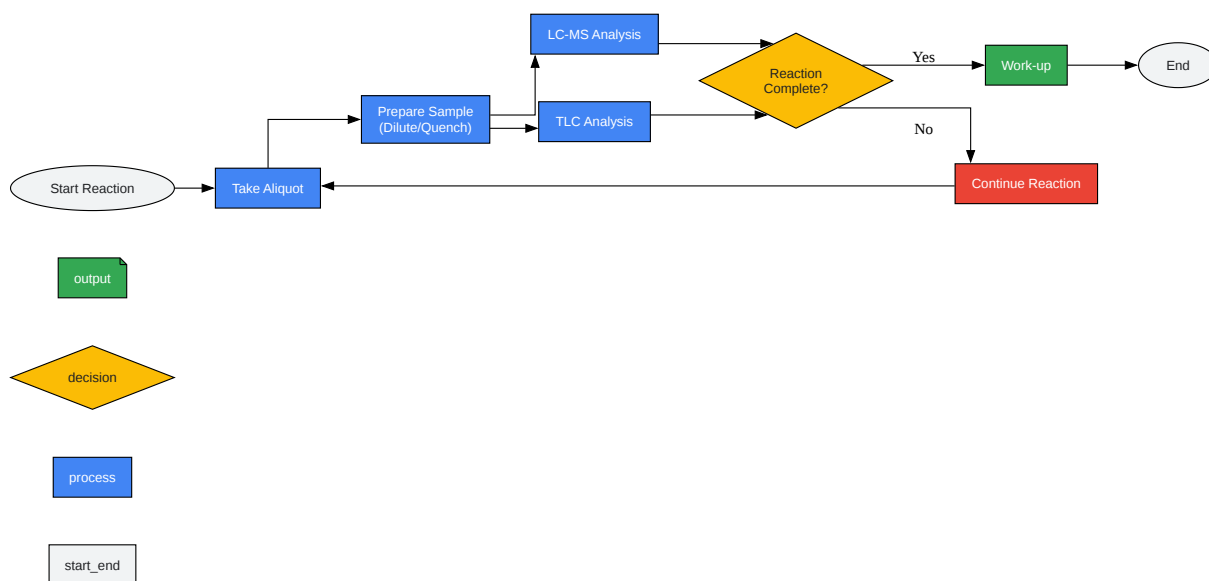 LC-MS Analysis
Reaction
Complete?
Yes
Work-up
End
Prepare Sample
(Dilute/Quench)
TLC Analysis
No
Start Reaction
Take Aliquot
Continue Reaction
output
decision
process
start_end